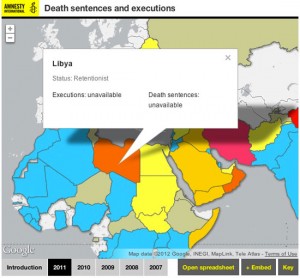 AMNESTY
INTERNATIONAL
Death sentences and executions
+
-
Libya
×
Status: Retentionist
Executions: unavailable
Death sentences:
unavailable
Google
Map data ©2012 Google, INEGI, MapLink, Tele Atlas - Terms of Use
Introduction 2011 2010 2009 2008 2007 Open spreadsheet + Embed Key